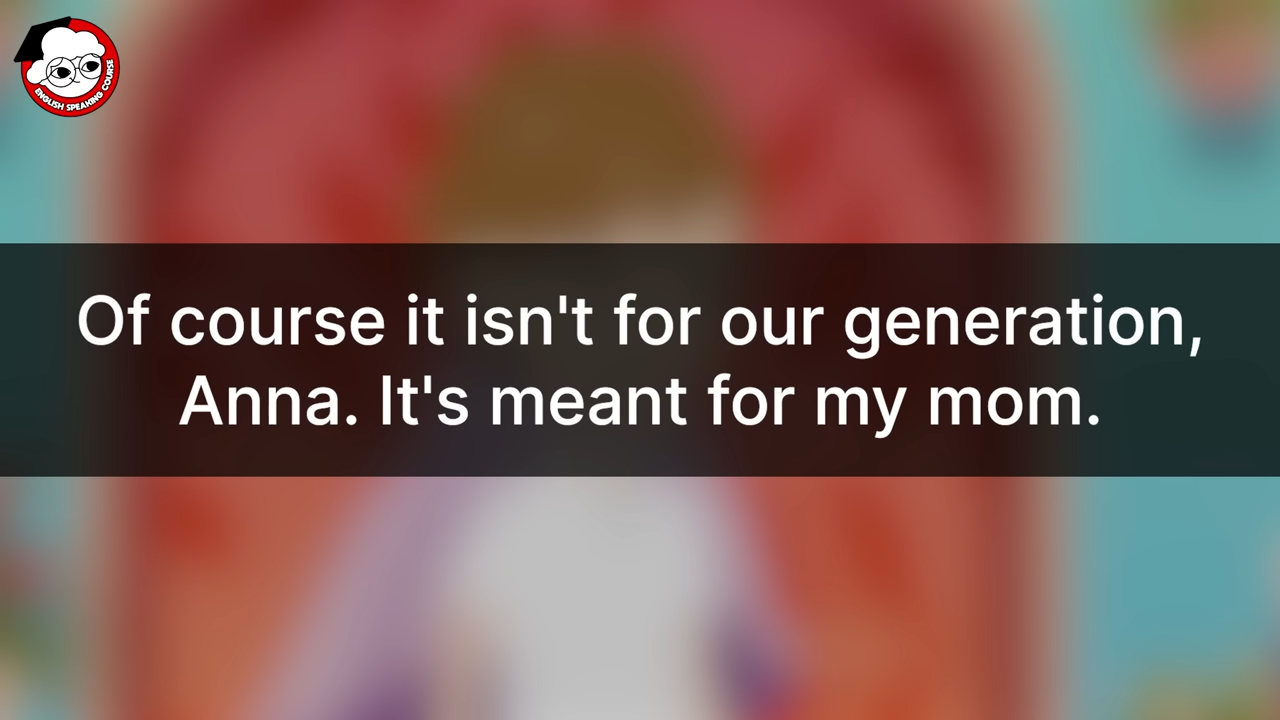 ENGLISH SPEAKING COURSE
Of course it isn't for our generation,
Anna. It's meant for my mom.